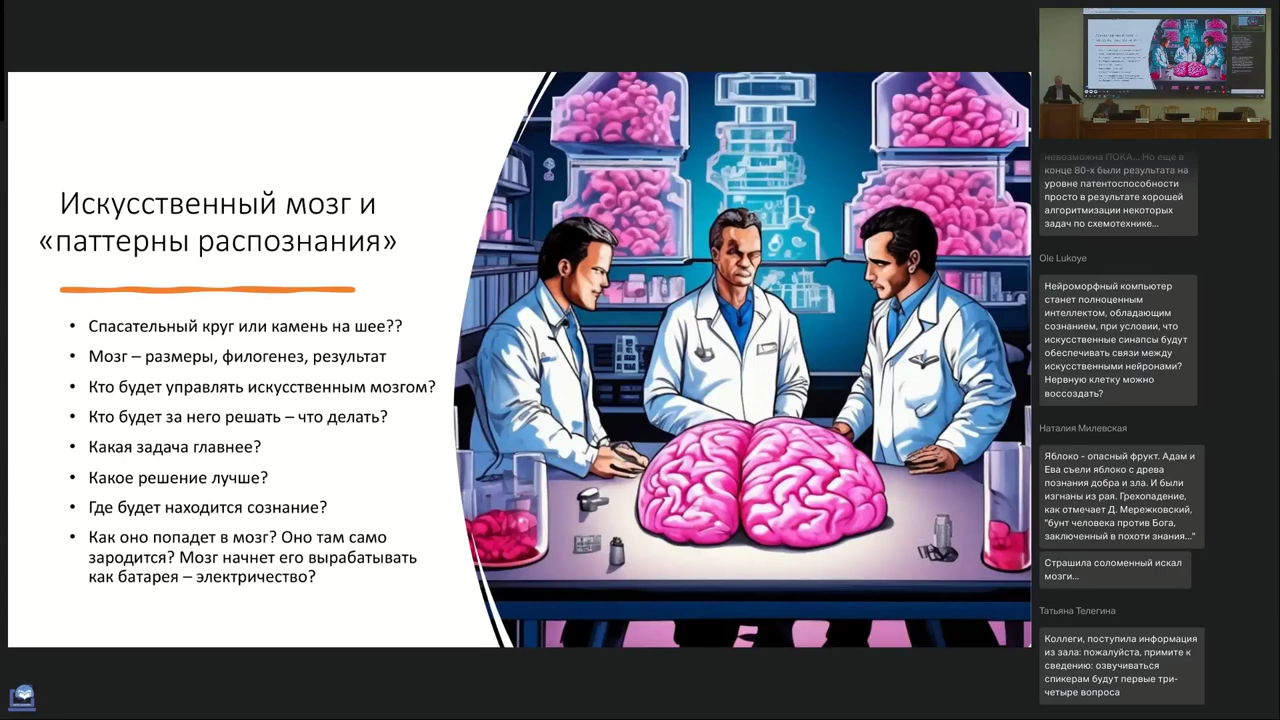 Искусственный мозг и
«паттерны распознания»
• Спасательный круг или камень на шее??
• Мозг – размеры, филогенез, результат
• Кто будет управлять искусственным мозгом?
• Кто будет за него решать – что делать?
• Какая задача главнее?
• Какое решение лучше?
• Где будет находится сознание?
• Как оно попадет в мозг? Оно там само
зародится? Мозг начнет его вырабатывать
как батарея – электричество?
невозможна ПОКА... Но еще в
конце 80-х были результата на
уровне патентоспособности
просто в результате хорошей
алгоритмизации некоторых
задач по схемотехнике...
Ole Lukoye
Нейроморфный компьютер
станет полноценным
интеллектом, обладающим
сознанием, при условии, что
искусственные синапсы будут
обеспечивать связи между
искусственными нейронами?
Нервную клетку можно
воссоздать?
Наталия Милевская
Яблоко - опасный фрукт. Адам и
Ева съели яблоко с древа
познания добра и зла. И были
изгнаны из рая. Грехопадение,
как отмечает Д. Мережковский,
"бунт человека против Бога,
заключенный в похоти знания..."
Страшила соломенный искал
мозги...
Татьяна Телегина
Коллеги, поступила информация
из зала: пожалуйста, примите к
сведению: озвучиваться
спикерам будут первые три-
четыре вопроса